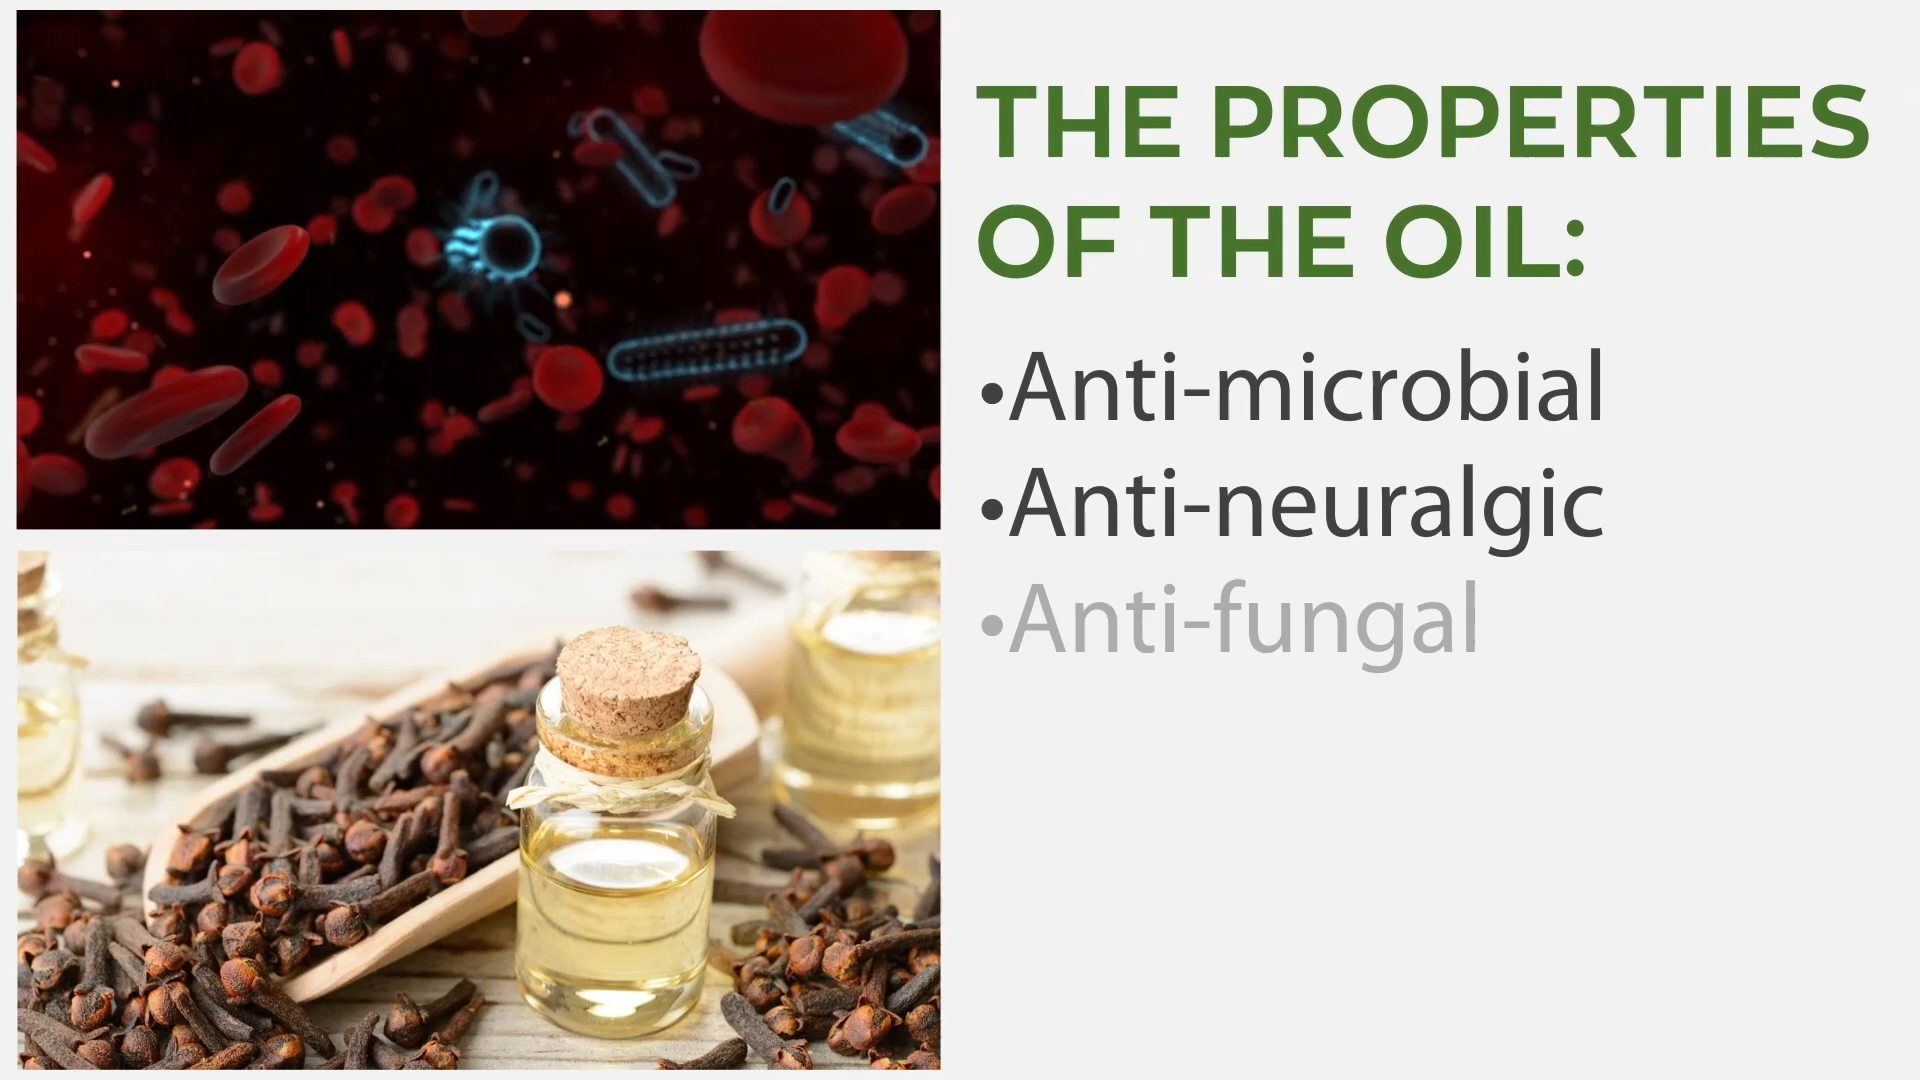 THE PROPERTIES
OF THE OIL:
•Anti-microbial
•Anti-neuralgic
•Anti-fungal